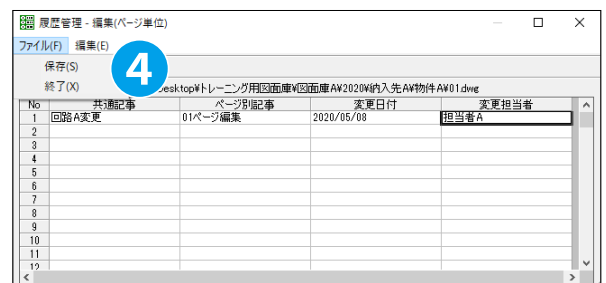 履歴管理 - 編集(ページ単位)
ファイル(F) 編集(E)
保存(S)
終了(X)
4
esktop¥トレーニング用図面庫¥図面庫A¥2020¥納入先A¥物件A¥01.dwg
No 共通記事 ページ別記事 変更日付 変更担当者
1 回路A変更 01ページ編集 2020/05/08 担当者A
2
3
4
5
6
7
8
9
10
11
12